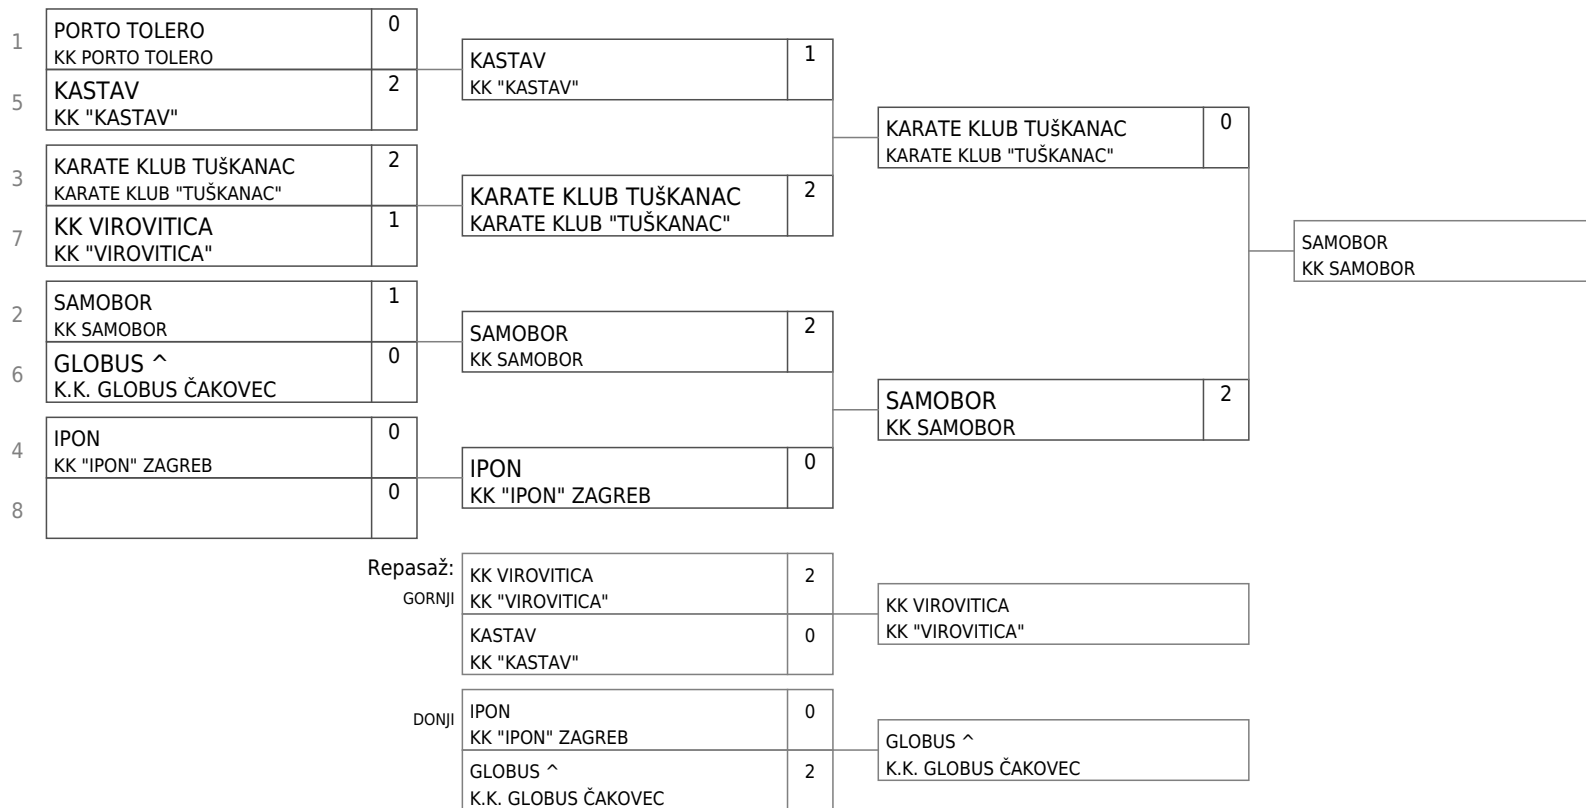 1
PORTO TOLERO 0
KK PORTO TOLERO
5
KASTAV 2
KK "KASTAV"
3
KARATE KLUB TUšKANAC 2
KARATE KLUB "TUŠKANAC"
7
KK VIROVITICA 1
KK "VIROVITICA"
2
SAMOBOR 1
KK SAMOBOR
6
GLOBUS ^ 0
K.K. GLOBUS ČAKOVEC
4
IPON 0
KK "IPON" ZAGREB
8
0
KASTAV 1
KK "KASTAV"
KARATE KLUB TUšKANAC 2
KARATE KLUB "TUŠKANAC"
SAMOBOR 2
KK SAMOBOR
IPON 0
KK "IPON" ZAGREB
KARATE KLUB TUšKANAC 0
KARATE KLUB "TUŠKANAC"
SAMOBOR 2
KK SAMOBOR
SAMOBOR
KK SAMOBOR
Repasaž:
GORNJI
KK VIROVITICA 2
KK "VIROVITICA"
KASTAV 0
KK "KASTAV"
KK VIROVITICA
KK "VIROVITICA"
DONJI
IPON 0
KK "IPON" ZAGREB
GLOBUS ^ 2
K.K. GLOBUS ČAKOVEC
GLOBUS ^
K.K. GLOBUS ČAKOVEC